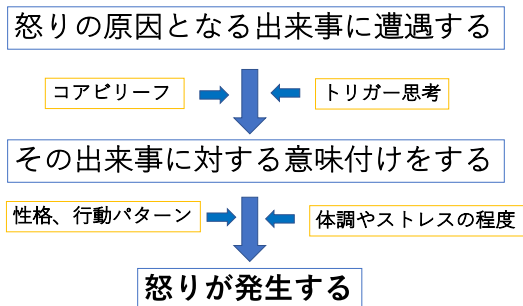 怒りの原因となる出来事に遭遇する
コアビリーフ
トリガー思考
その出来事に対する意味付けをする
性格、行動パターン
体調やストレスの程度
怒りが発生する